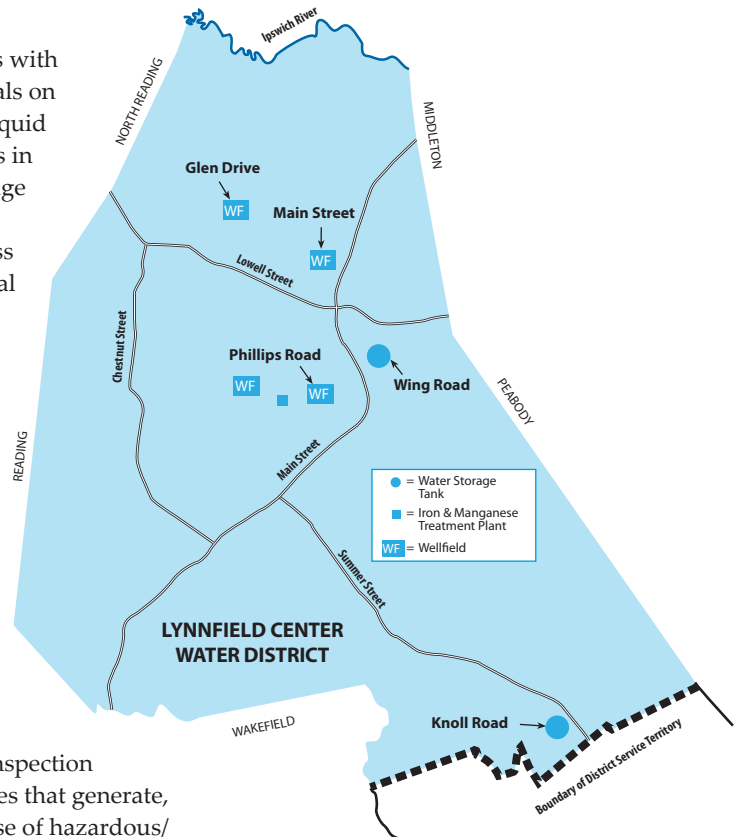 Ipswich River
s with
als on
quid
s in
ge
ss
al
NORTH READING
MIDDLETON
Glen Drive
WF
Main Street
WF
Lowell Street
Chestnut Street
Phillips Road
WF
WF
Wing Road
PEABODY
READING
Main Street
= Water Storage
Tank
= Iron & Manganese
Treatment Plant
WF = Wellfield
Summer Street
LYNNFIELD CENTER
WATER DISTRICT
WAKEFIELD
Knoll Road
Boundary of District Service Territory
nspection
es that generate,
se of hazardous/